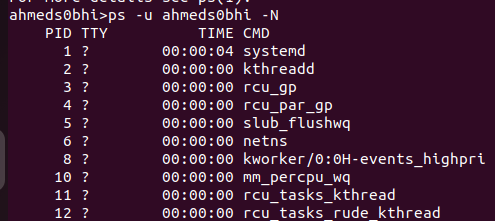 For more details see ps(1).
ahmeds0bhi>ps -u ahmeds0bhi -N
PID TTY TIME CMD
1 ? 00:00:04 systemd
2 ? 00:00:00 kthreadd
3 ? 00:00:00 rcu_gp
4 ? 00:00:00 rcu_par_gp
5 ? 00:00:00 slub_flushwq
6 ? 00:00:00 netns
8 ? 00:00:00 kworker/0:0H-events_highpri
10 ? 00:00:00 mm_percpu_wq
11 ? 00:00:00 rcu_tasks_kthread
12 ? 00:00:00 rcu_tasks_rude_kthread